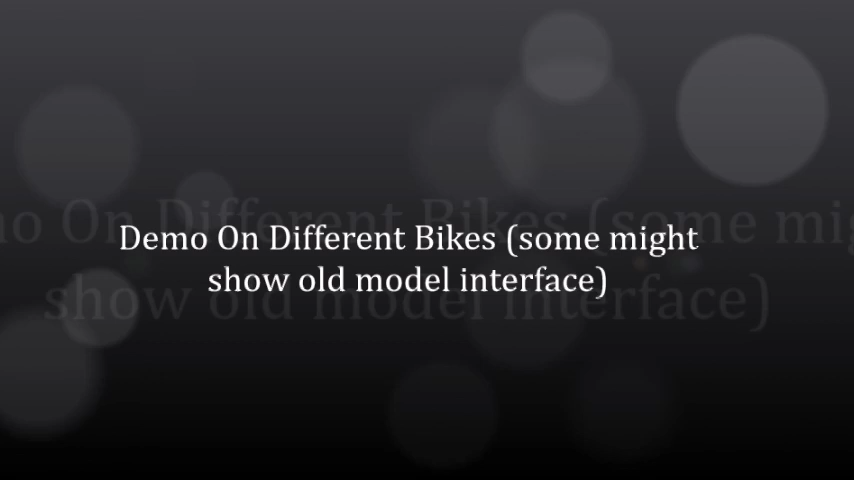 Demo On Different Bikes (some might
show old model interface)